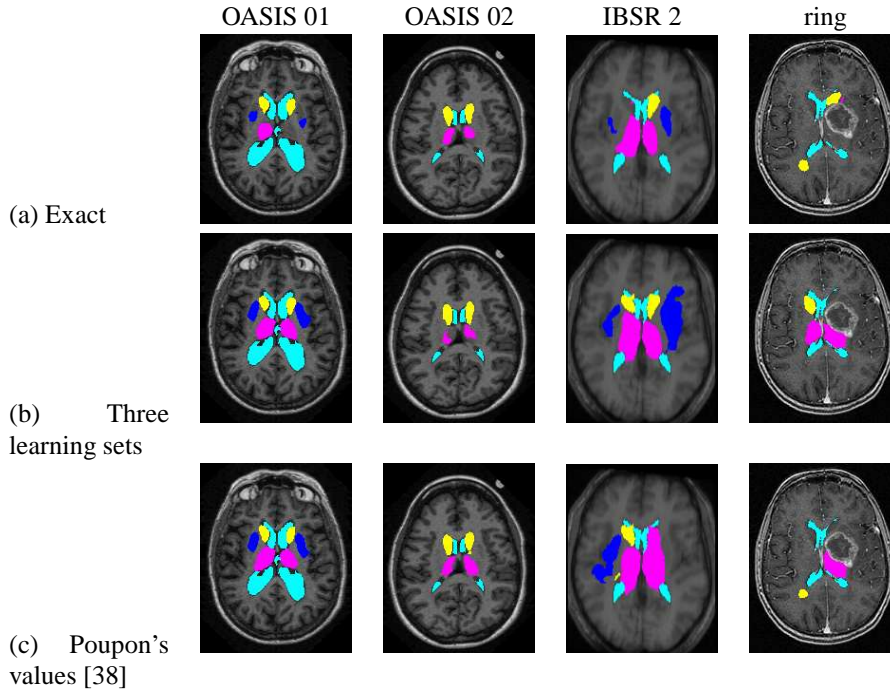 OASIS 01 OASIS 02 IBSR 2 ring
(a) Exact
(b) Three
learning sets
(c) Poupon's
values [38]